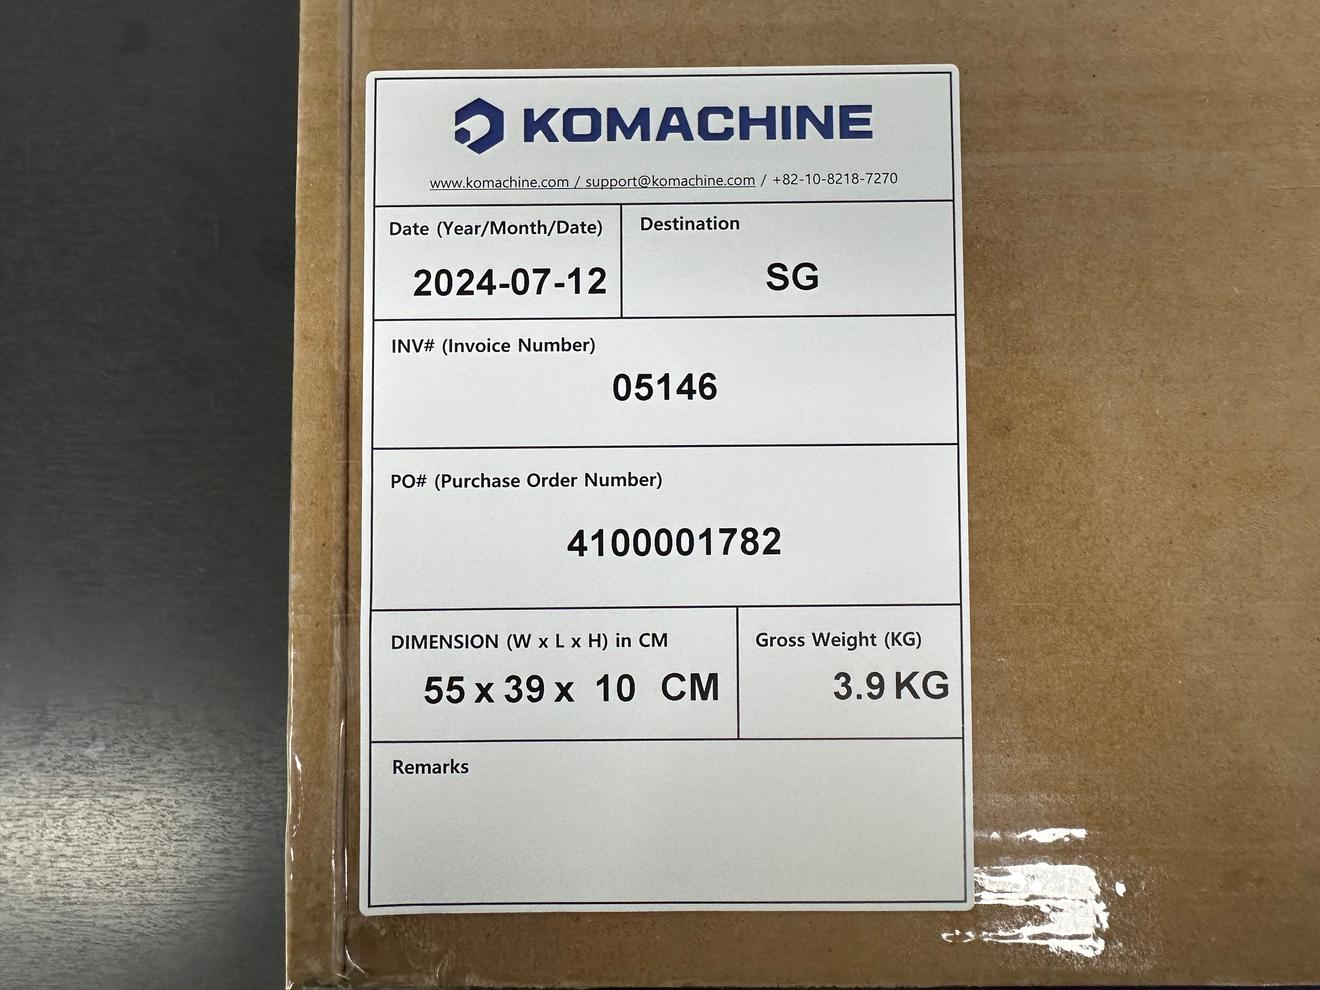 KOMACHINE
www.komachine.com / support@komachine.com / +82-10-8218-7270
Date (Year/Month/Date)
2024-07-12
Destination
SG
INV# (Invoice Number)
05146
PO# (Purchase Order Number)
4100001782
DIMENSION (W x L x H) in CM
55 x 39 x 10 CM
Gross Weight (KG)
3.9 KG
Remarks